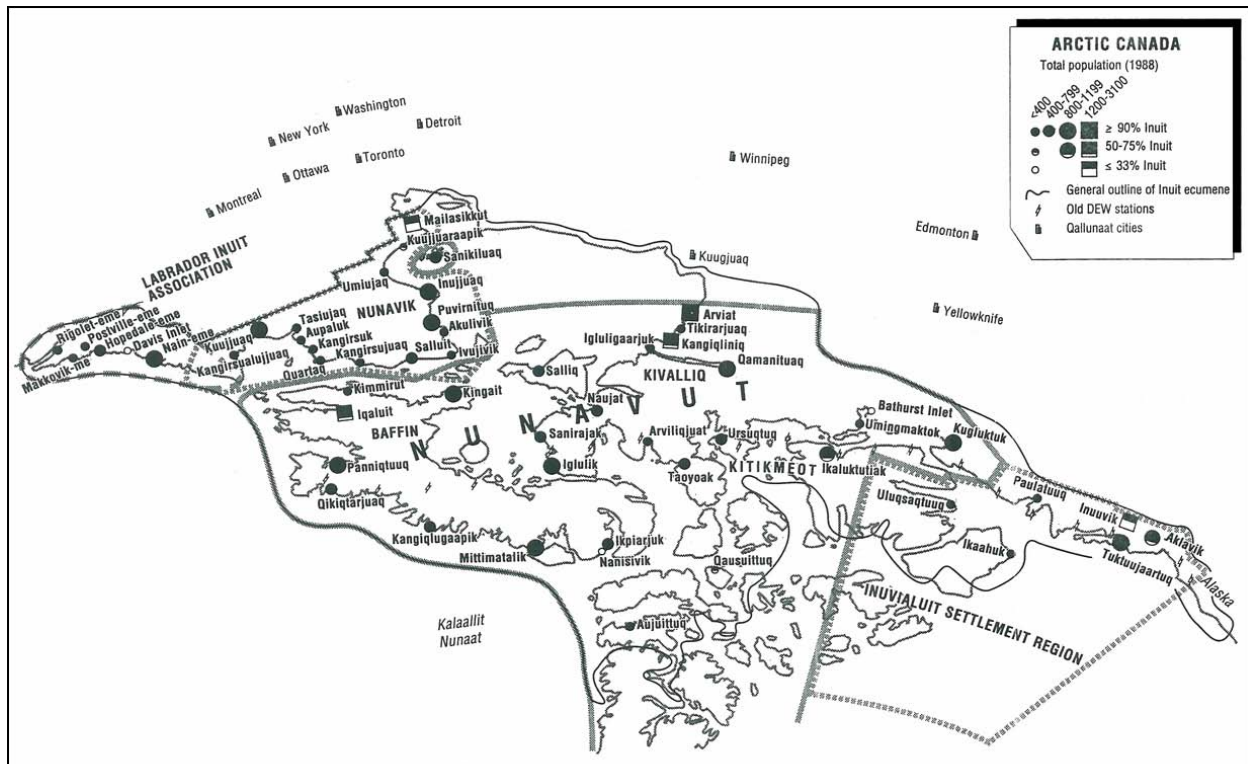 ARCTIC CANADA
Total population (1988)
<400
400-799
800-1199
1200-3100
≥ 90% Inuit
50-75% Inuit
≤ 33% Inuit
General outline of Inuit ecumene
Old DEW stations
Qallunaat cities
Washington
New York
Detroit
Toronto
Ottawa
Montreal
Winnipeg
Edmonton
Yellowknife
Kuugjuaq
LABRADOR INUIT
ASSOCIATION
Rigolet-eme
Postville-eme
Hopedale-eme
Davis Inlet
Nain-eme
Makkovik-me
Mailasikkut
Kuujjuaraapik
Sanikiluaq
Umiujaq
Inujjuaq
NUNAVIK
Puvirnituq
Akulivik
Tasiujaq
Aupaluk
Kangirsuk
Kuujjuaq
Kangirsujuaq
Salluit
Ivujivik
Kangirsualujjuaq
Quartaq
Arviat
Tikirarjuaq
Igluligaarjuk
Kangiqliniq
Qamanituaq
KIVALLIQ
Salliq
Kimmirut
Kingait
Iqaluit
Naujat
BAFFIN
NUNAVUT
Sanirajak
Arviliqjuat
Ursuqtuq
Iglulik
Taoyoak
KITIKMEOT
Ikaluktutiak
Bathurst Inlet
Umingmaktok
Kugluktuk
Panniqtuuq
Qikiqtarjuaq
Kangiqlugaapik
Mittimatalik
Ikpiarjuk
Nanisivik
Qausuittuq
Aujuittuq
Uluqsaqtuuq
Paulatuuq
Inuuvik
Aklavik
Ikaahuk
Tuktuujaartuq
Alaska
INUVIALUIT SETTLEMENT REGION
Kalaallit
Nunaat